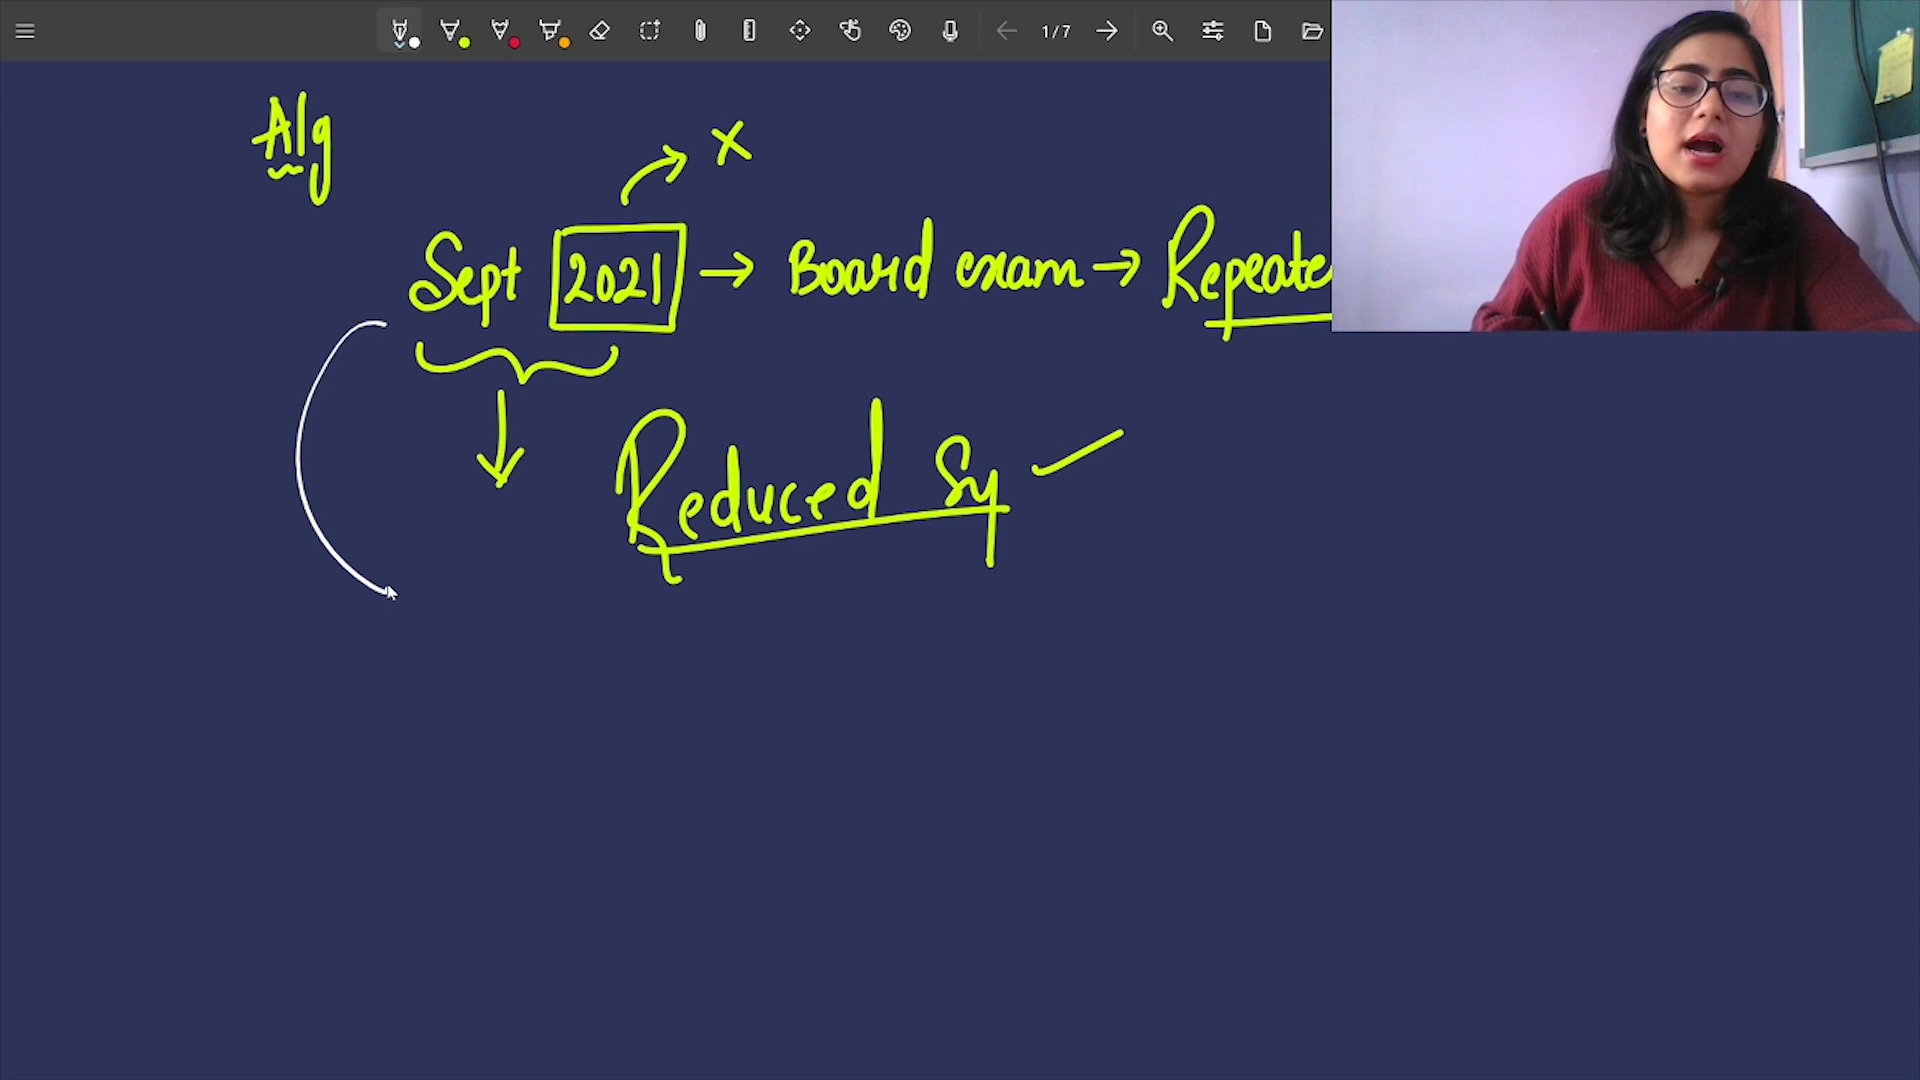 1/7
Alg
x
Sept 2021 → Board exam → Repeate
Reduced Sy ✓